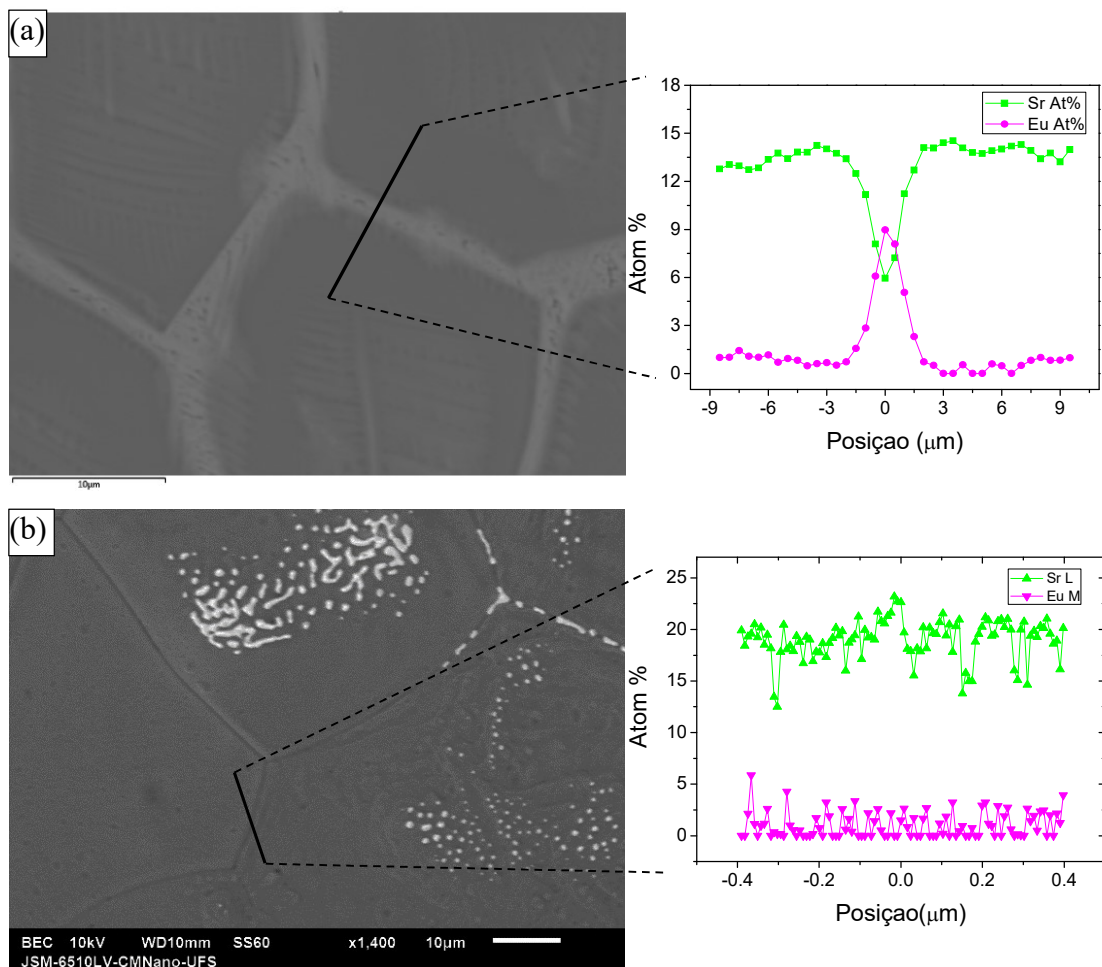 (a)
10μm
18
15
12
9
6
3
0
Atom %
Sr At%
Eu At%
-9 -6 -3 0 3 6 9
Posiçao (μm)
(b)
BEC 10kV WD10mm SS60 x1,400 10μm
JSM-6510LV-CMNano-UFS
25
20
15
10
5
0
Atom %
Sr L
Eu M
-0.4 -0.2 0.0 0.2 0.4
Posiçao(μm)